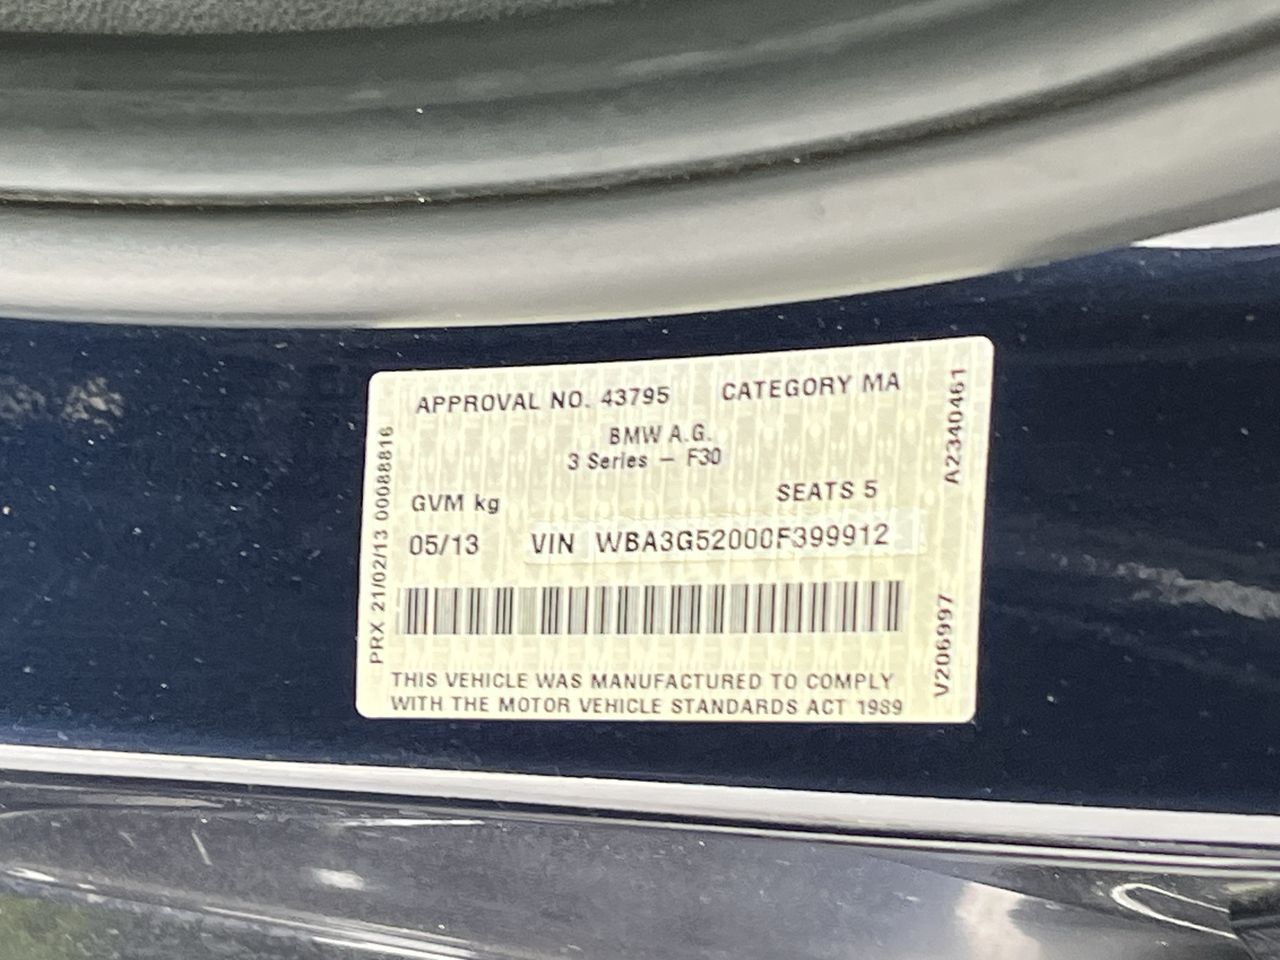 APPROVAL NO. 43795 CATEGORY MA
BMW A.G.
3 Series - F30
GVM kg SEATS 5
05/13 VIN WBA3G52000F399912
THIS VEHICLE WAS MANUFACTURED TO COMPLY
WITH THE MOTOR VEHICLE STANDARDS ACT 1989
PRX 21/02/13 00088816
A2340461
V206997